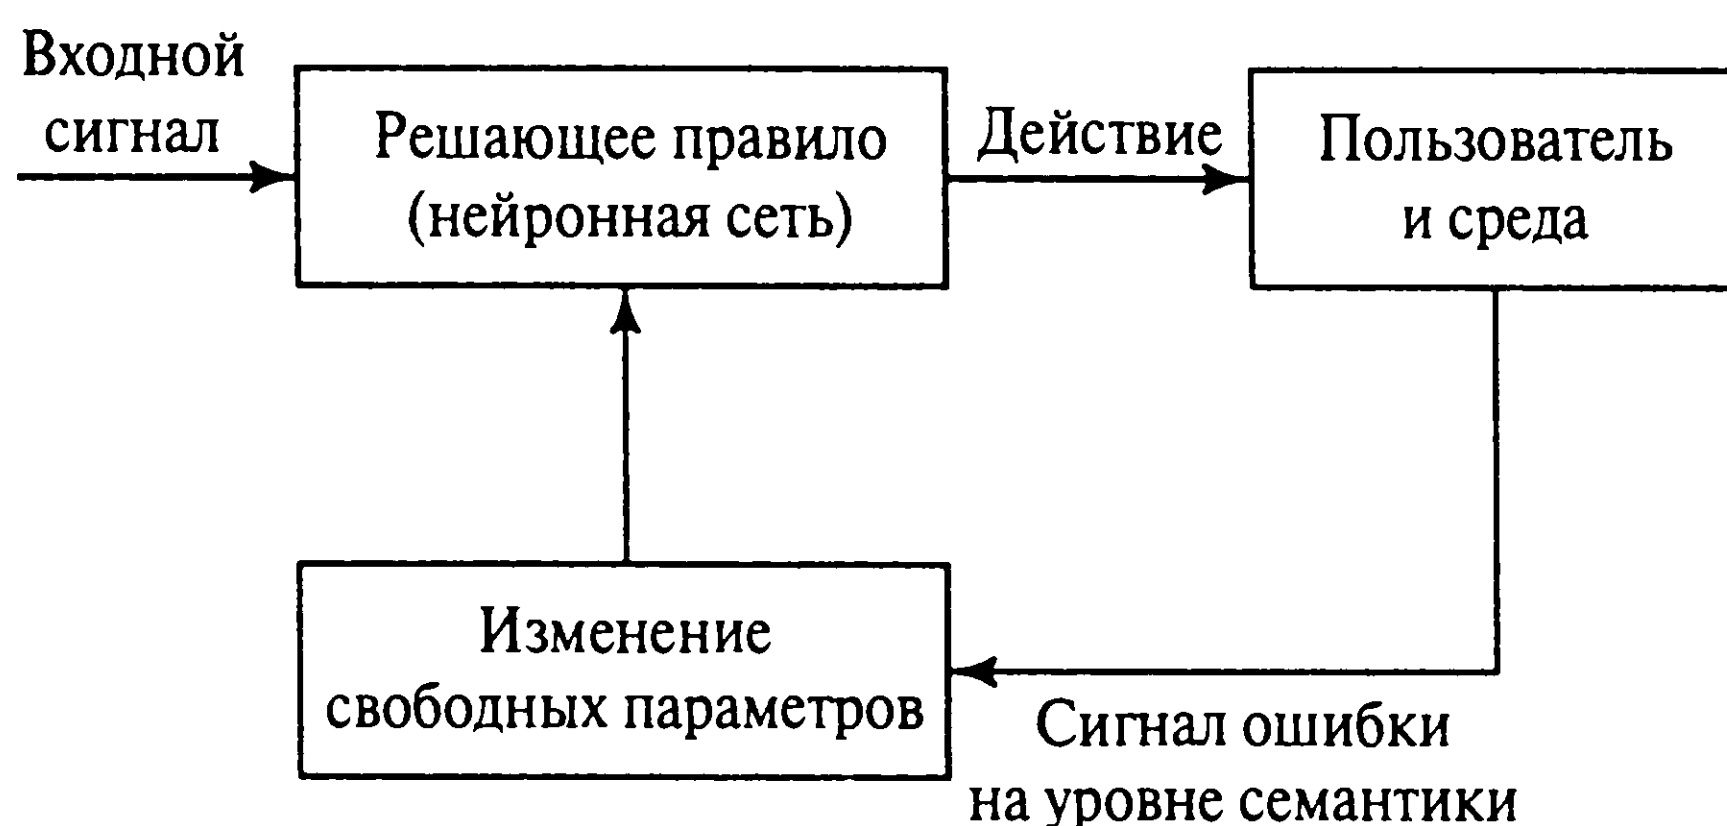 Входной
сигнал
Решающее правило
(нейронная сеть)
Действие
Пользователь
и среда
Изменение
свободных параметров
Сигнал ошибки
на уровне семантики